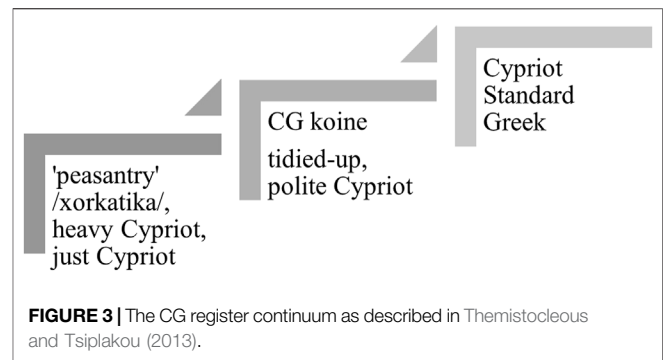 'peasantry'
/xorkatika/,
heavy Cypriot,
just Cypriot
CG koine
tidied-up,
polite Cypriot
Cypriot
Standard
Greek
FIGURE 3 | The CG register continuum as described in Themistocleous
and Tsiplakou (2013).